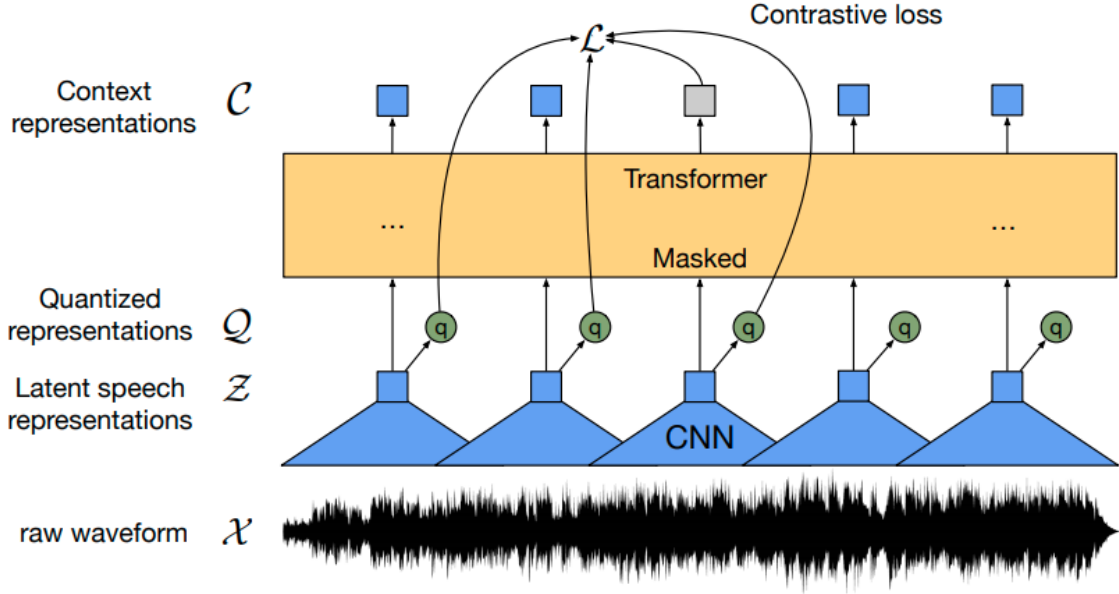 Contrastive loss
ℒ
Context
representations
𝒞
Transformer
...
...
Masked
Quantized
representations
𝒬
q
q
q
q
q
Latent speech
representations
𝒵
CNN
raw waveform
𝒳